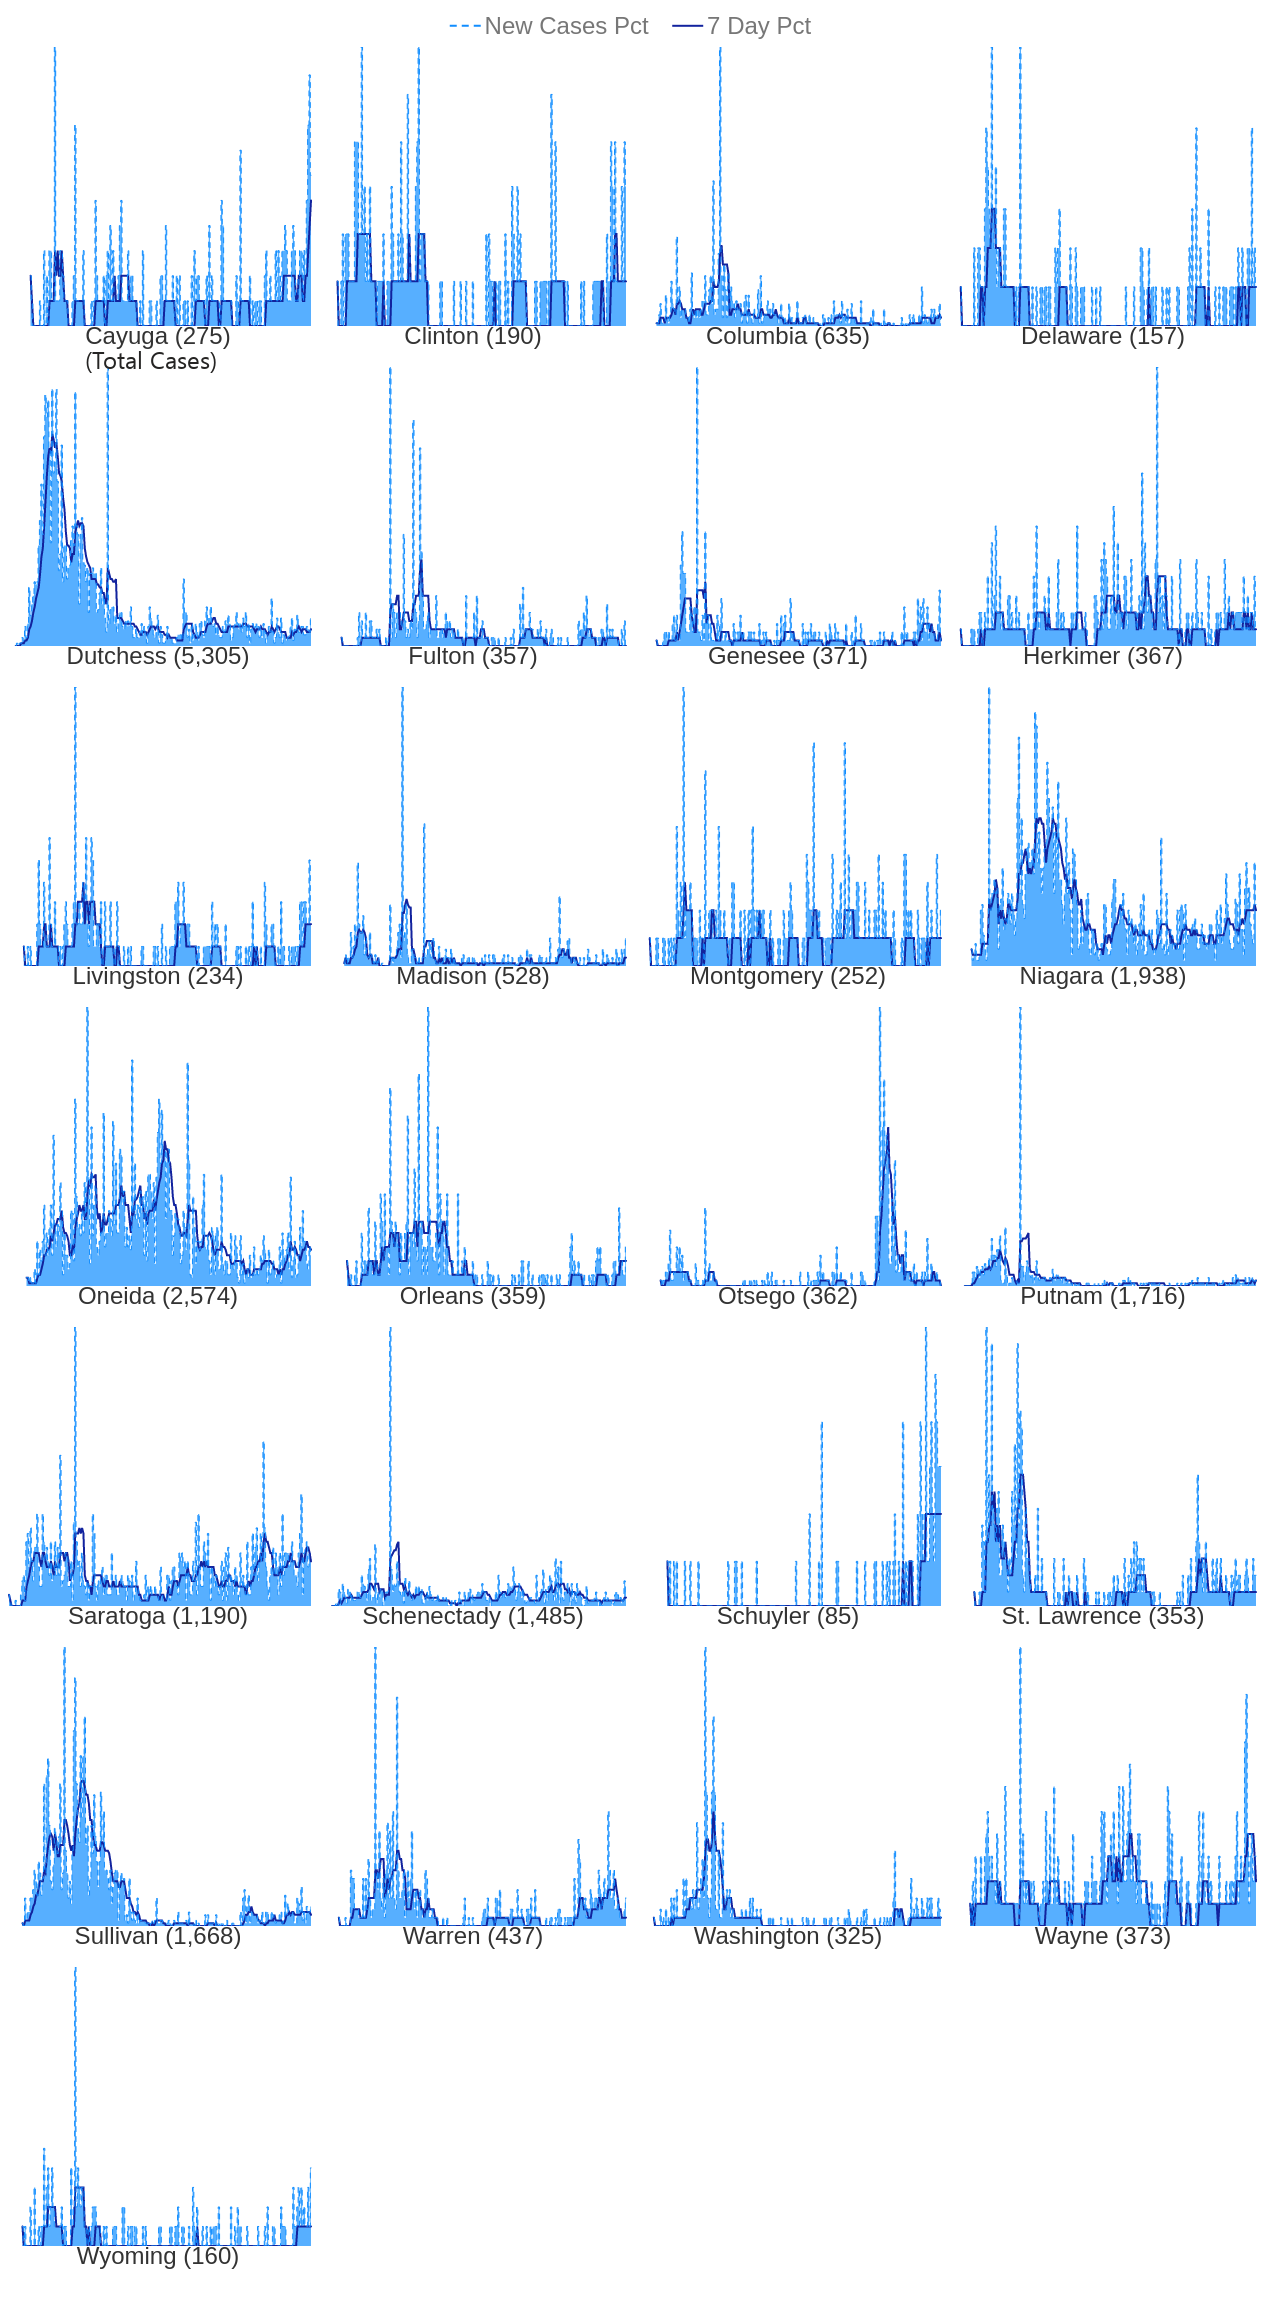 New Cases Pct 7 Day Pct
Cayuga (275) Clinton (190) Columbia (635) Delaware (157)
(Total Cases)
Dutchess (5,305) Fulton (357) Genesee (371) Herkimer (367)
Livingston (234) Madison (528) Montgomery (252) Niagara (1,938)
Oneida (2,574) Orleans (359) Otsego (362) Putnam (1,716)
Saratoga (1,190) Schenectady (1,485) Schuyler (85) St. Lawrence (353)
Sullivan (1,668) Warren (437) Washington (325) Wayne (373)
Wyoming (160)